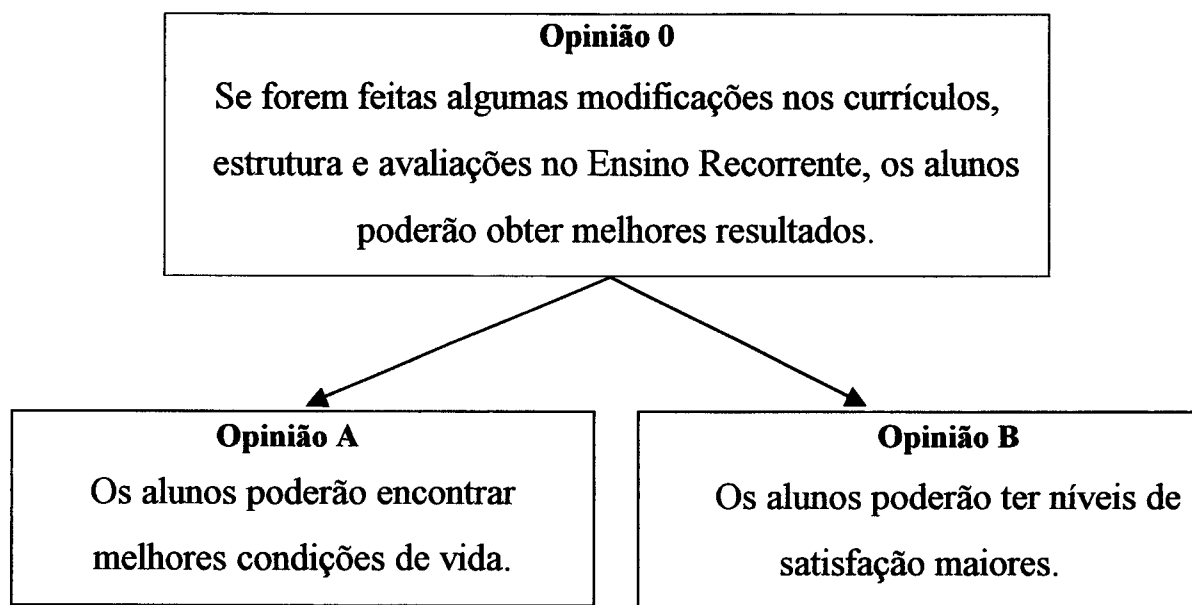 Opinião 0
Se forem feitas algumas modificações nos currículos,
estrutura e avaliações no Ensino Recorrente, os alunos
poderão obter melhores resultados.
Opinião A
Os alunos poderão encontrar
melhores condições de vida.
Opinião B
Os alunos poderão ter níveis de
satisfação maiores.